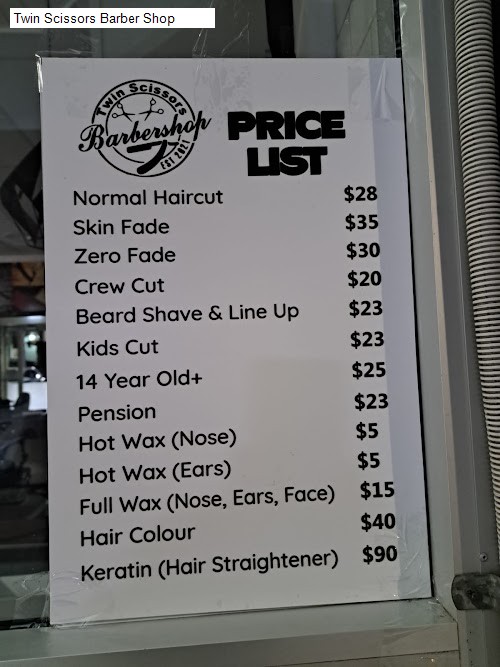 Twin Scissors Barber Shop
Twin Scissors
Barbershop
EST 2021
PRICE
LIST
Normal Haircut $28
Skin Fade $35
Zero Fade $30
Crew Cut $20
Beard Shave & Line Up $23
Kids Cut $23
14 Year Old+ $25
Pension $23
Hot Wax (Nose) $5
Hot Wax (Ears) $5
Full Wax (Nose, Ears, Face) $15
Hair Colour $40
Keratin (Hair Straightener) $90